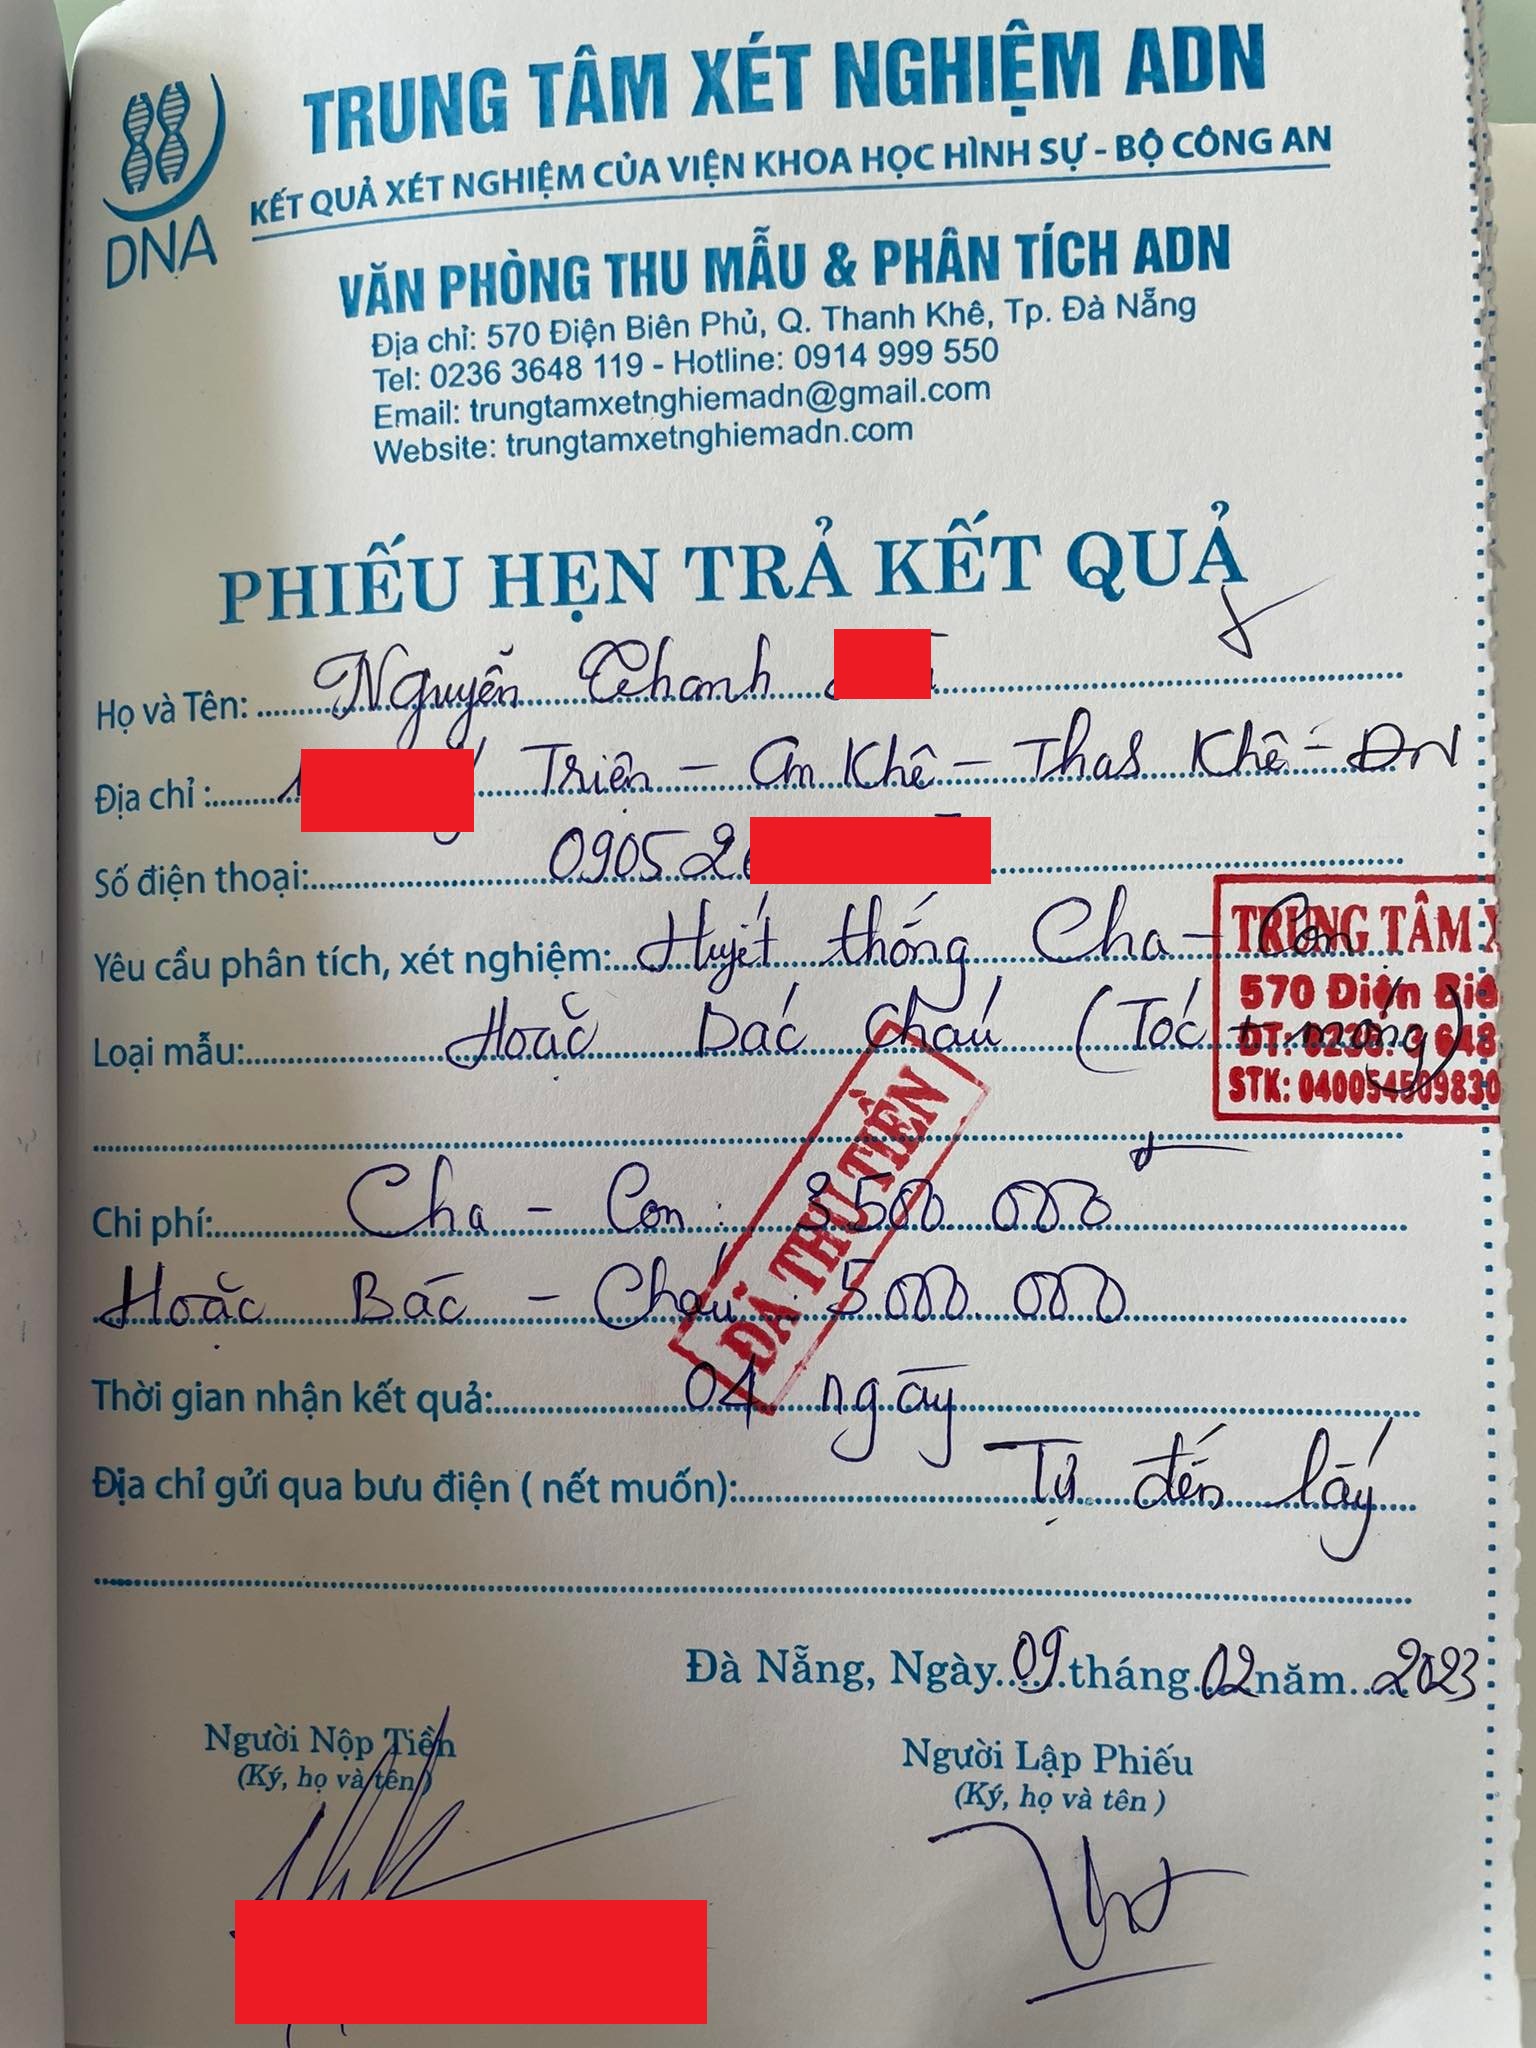 TRUNG TÂM XÉT NGHIỆM ADN
KẾT QUẢ XÉT NGHIỆM CỦA VIỆN KHOA HỌC HÌNH SỰ - BỘ CÔNG AN
DNA
VĂN PHÒNG THU MẪU & PHÂN TÍCH ADN
Địa chỉ: 570 Điện Biên Phủ, Q. Thanh Khê, Tp. Đà Nẵng
Tel: 0236 3648 119 - Hotline: 0914 999 550
Email: trungtamxetnghiemadn@gmail.com
Website: trungtamxetnghiemadn.com
PHIẾU HẸN TRẢ KẾT QUẢ
Họ và Tên: Nguyễn Thanh
Địa chỉ: Triện - An Khê - Thanh Khê - ĐN
Số điện thoại: 09052
Yêu cầu phân tích, xét nghiệm: Huyết thống Cha - Con
Loại mẫu: Hoặc Bác Cháu (Tóc + móng)
TRUNG TÂM X
570 Điện Biê
ĐT: 0236. 3 648
STK: 040054509830
Chi phí: Cha - Con: 3500 000
Hoặc Bác - Cháu: 5000 000
ĐÃ THU TIỀN
Thời gian nhận kết quả: 04 ngày
Địa chỉ gửi qua bưu điện ( nết muốn): Tự đến lấy
Đà Nẵng, Ngày 09 tháng 02 năm 2023
Người Nộp Tiền
(Ký, họ và tên )
Người Lập Phiếu
(Ký, họ và tên )